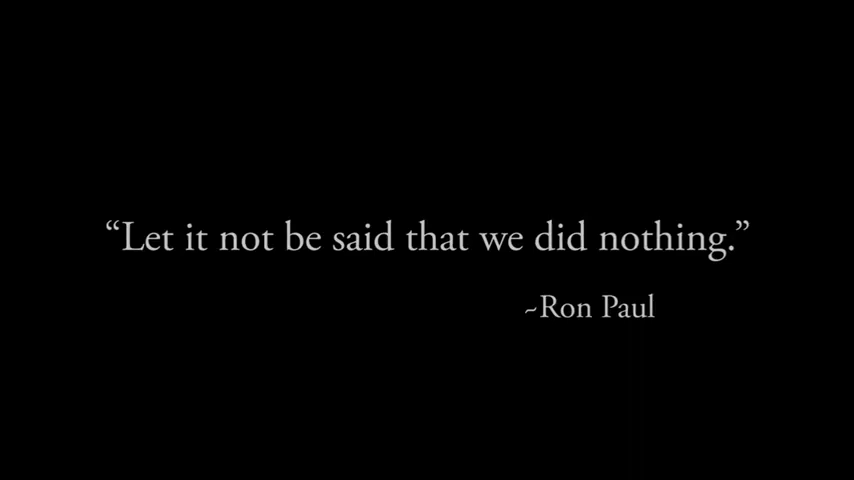 “Let it not be said that we did nothing.”
~Ron Paul